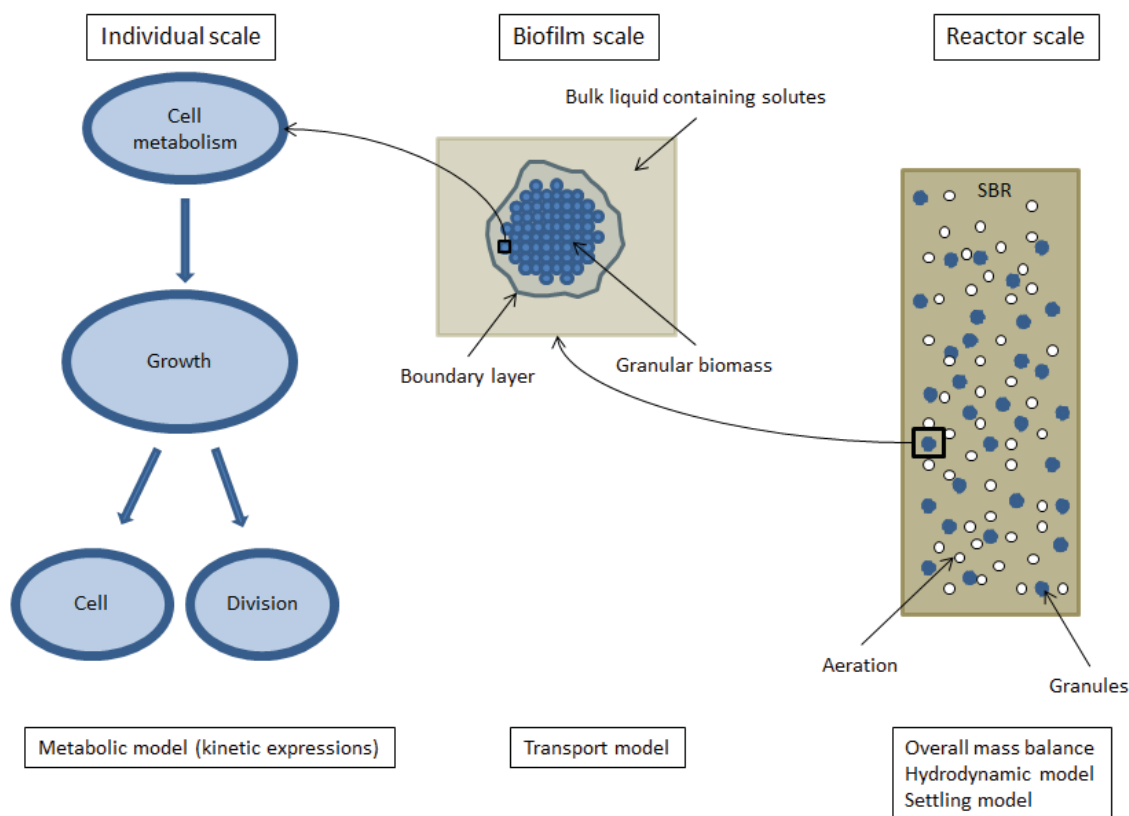 Individual scale
Biofilm scale
Reactor scale
Cell
metabolism
Growth
Cell
Division
Metabolic model (kinetic expressions)
Bulk liquid containing solutes
Boundary layer
Granular biomass
Transport model
SBR
Aeration
Granules
Overall mass balance
Hydrodynamic model
Settling model